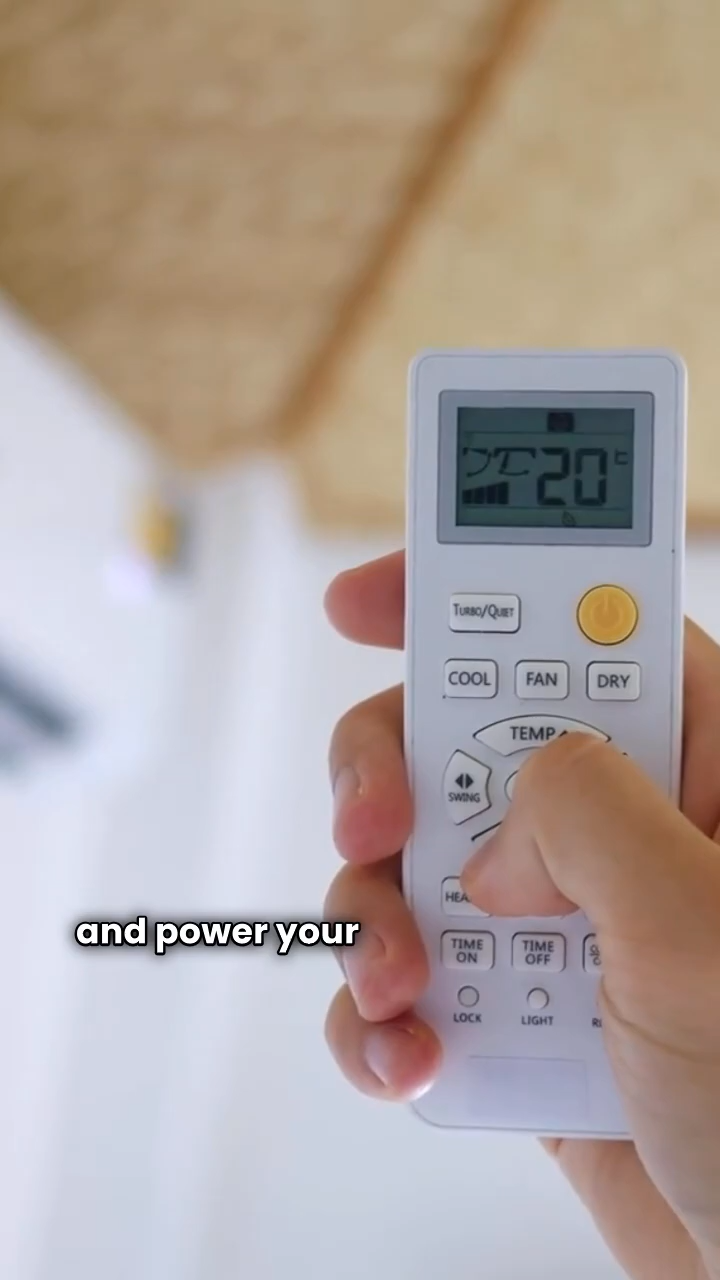 20
TURBO/QUIET
COOL FAN DRY
TEMP
SWING
TIME ON TIME OFF
LOCK LIGHT
and power your